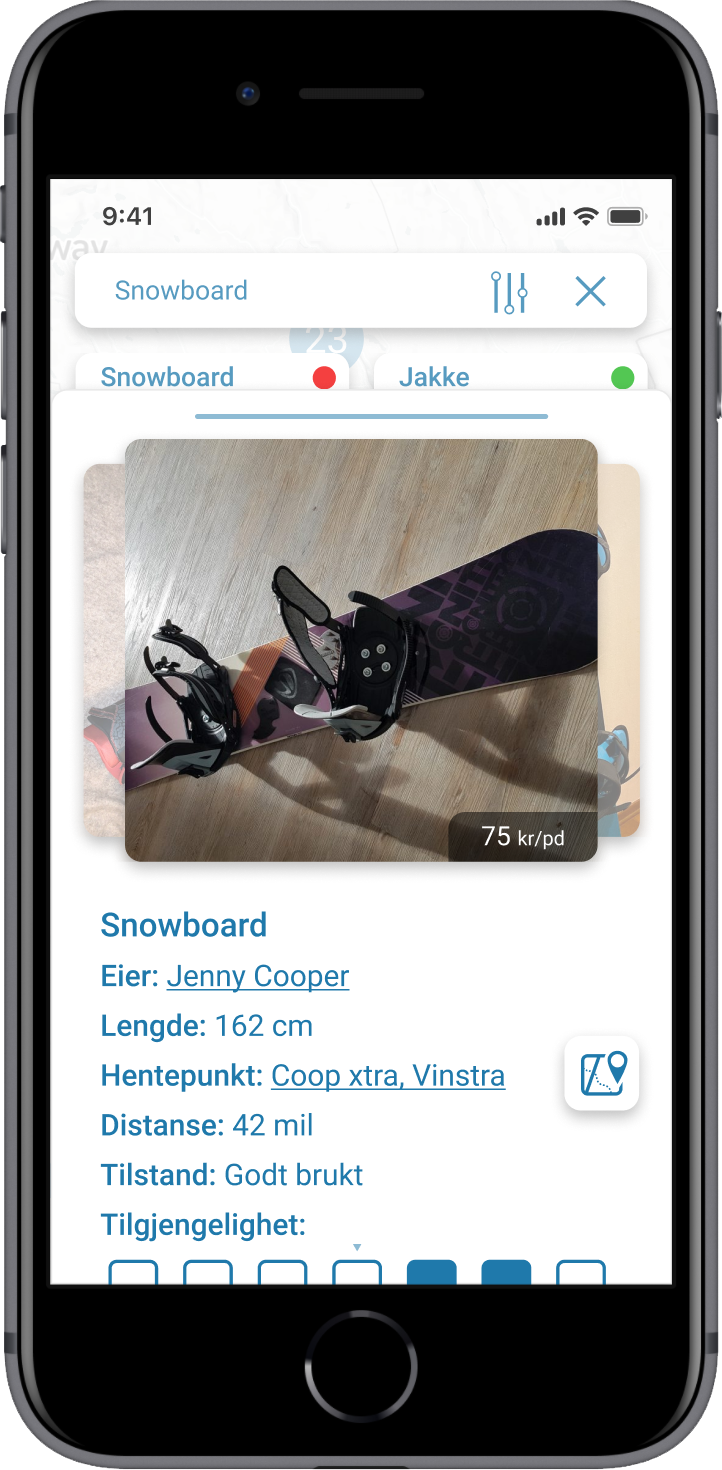 9:41
way
Snowboard
23
Snowboard
Jakke
75 kr/pd
Snowboard
Eier: Jenny Cooper
Lengde: 162 cm
Hentepunkt: Coop xtra, Vinstra
Distanse: 42 mil
Tilstand: Godt brukt
Tilgjengelighet: